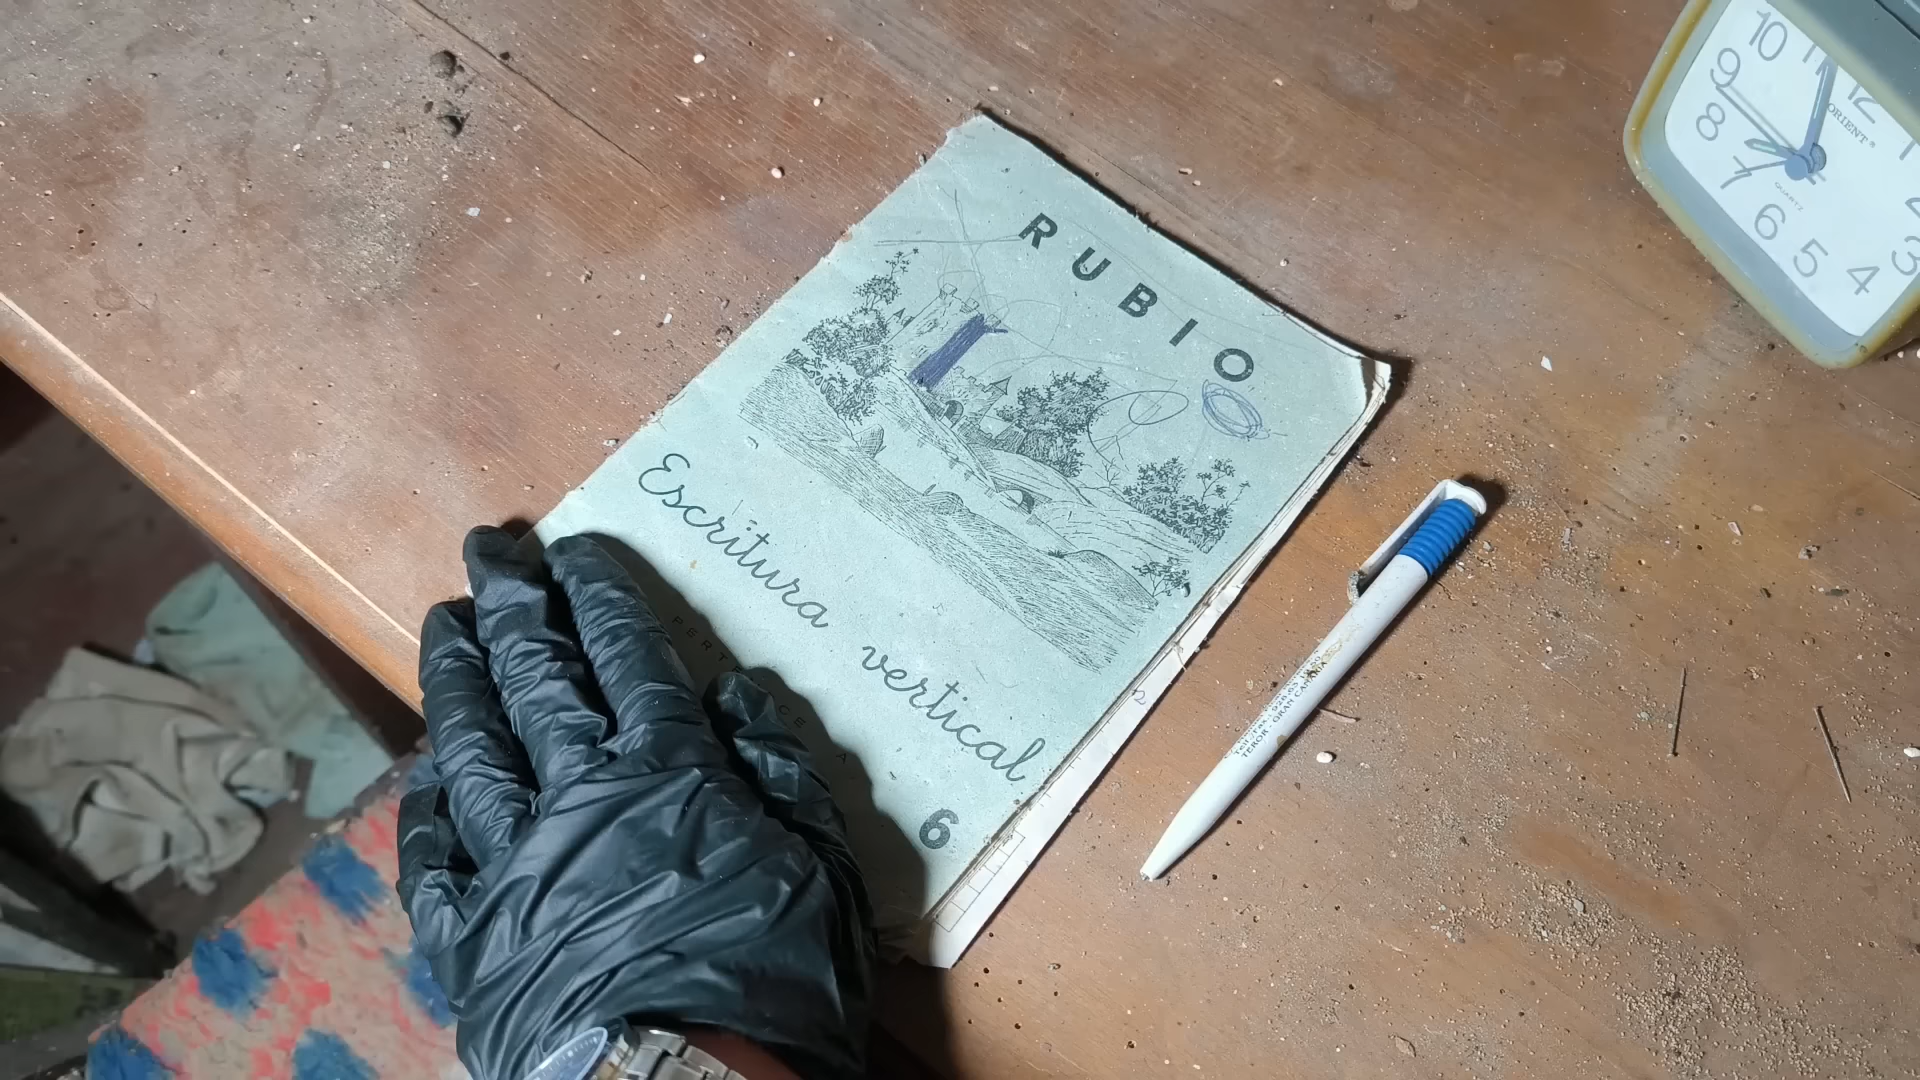 RUBIO
Escritura vertical
PERTENECE A
6
TEROR - GRAN CANARIA
10
11
12
ORIENT
9
8
7
6
5
4
3
2
1
QUARTZ